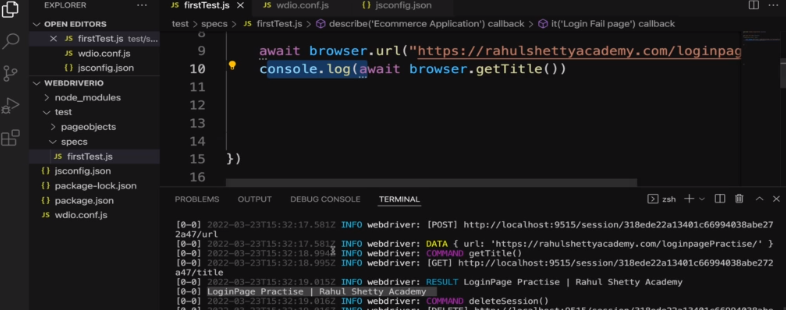 EXPLORER
···
JS firstTest.js ×
JS wdio.conf.js
JS jsconfig.json
test > specs > JS firstTest.js > describe('Ecommerce Application') callback > it('Login Fail page') callback
OPEN EDITORS
× JS firstTest.js test/s...
JS wdio.conf.js
JS jsconfig.json
WEBDRIVERIO
> node_modules
test
> pageobjects
specs
JS firstTest.js
{} jsconfig.json
{} package-lock.json
{} package.json
JS wdio.conf.js
8
9 await browser.url("https://rahulshettyacademy.com/loginpag
10 console.log(await browser.getTitle())
11
12
13
14
15 })
16
PROBLEMS OUTPUT DEBUG CONSOLE TERMINAL
zsh
[0-0] 2022-03-23T15:32:17.581Z INFO webdriver: [POST] http://localhost:9515/session/318ede22a13401c66994038abe27
2a47/url
[0-0] 2022-03-23T15:32:17.581Z INFO webdriver: DATA { url: 'https://rahulshettyacademy.com/loginpagePractise/' }
[0-0] 2022-03-23T15:32:18.994 INFO webdriver: COMMAND getTitle()
[0-0] 2022-03-23T15:32:18.995Z INFO webdriver: [GET] http://localhost:9515/session/318ede22a13401c66994038abe272
a47/title
[0-0] 2022-03-23T15:32:19.015Z INFO webdriver: RESULT LoginPage Practise | Rahul Shetty Academy
[0-0] LoginPage Practise | Rahul Shetty Academy
[0-0] 2022-03-23T15:32:19.016Z INFO webdriver: COMMAND deleteSession()